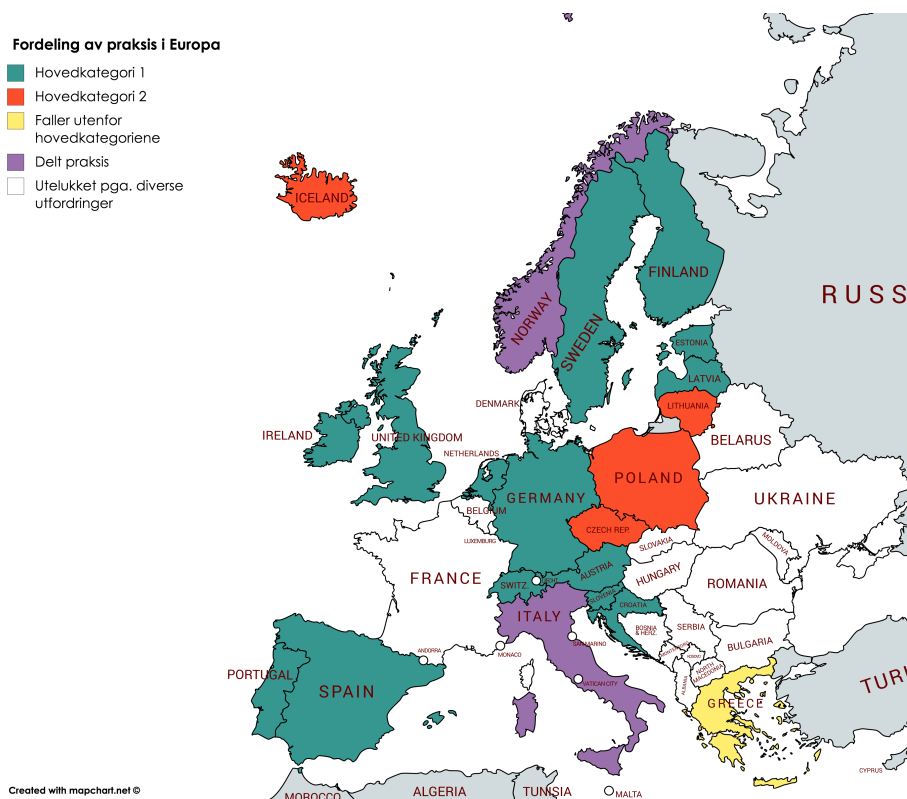 Fordeling av praksis i Europa
Hovedkategori 1
Hovedkategori 2
Faller utenfor
hovedkategoriene
Delt praksis
Utelukket pga. diverse
utfordringer
ICELAND
RUSS
FINLAND
NORWAY
SWEDEN
ESTONIA
LATVIA
LITHUANIA
DENMARK
IRELAND
UNITED KINGDOM
BELARUS
NETHERLANDS
POLAND
GERMANY
UKRAINE
BELGIUM
CZECH REP.
LUXEMBURG
SLOVAKIA
MOLDOVA
FRANCE
SWITZ.
AUSTRIA
HUNGARY
ROMANIA
SLOVENIA
CROATIA
ITALY
BOSNIA
& HERZ.
SERBIA
SAN MARINO
BULGARIA
ANDORRA
MONACO
KOSOVO
NORTH
MACEDONIA
ALBANIA
PORTUGAL
SPAIN
VATICAN CITY
GREECE
TUR
CYPRUS
Created with mapchart.net ©
MOROCCO
ALGERIA
TUNISIA
MALTA